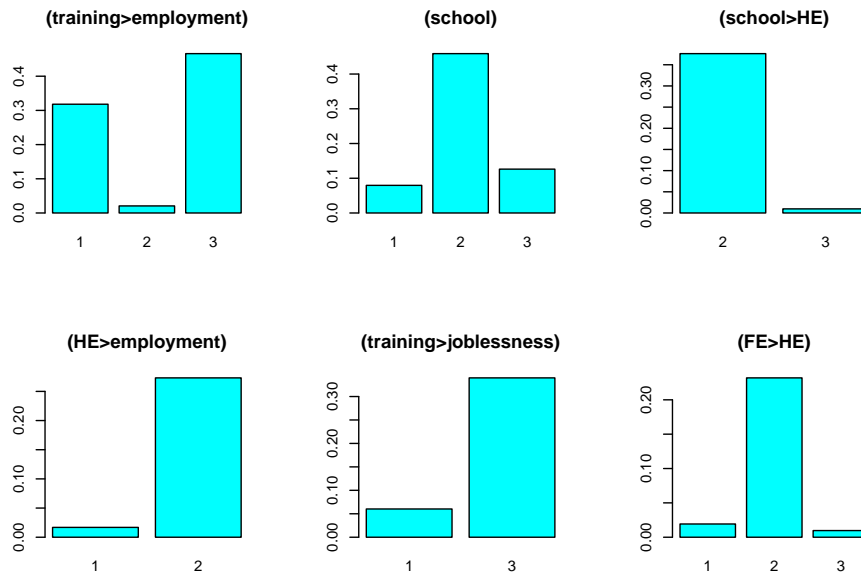 (training>employment)
0.0 0.1 0.2 0.3 0.4
1 2 3
(school)
0.0 0.1 0.2 0.3 0.4
1 2 3
(school>HE)
0.00 0.10 0.20 0.30
2 3
(HE>employment)
0.00 0.10 0.20
1 2
(training>joblessness)
0.00 0.10 0.20 0.30
1 3
(FE>HE)
0.00 0.10 0.20
1 2 3